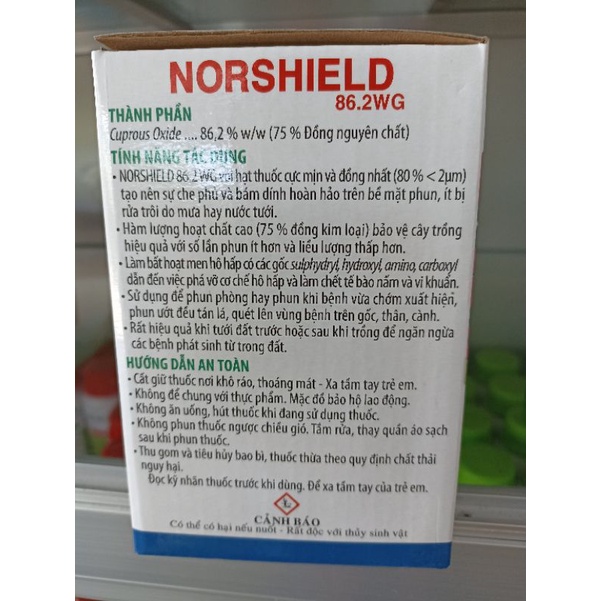 NORSHIELD
86.2WG
THÀNH PHẦN
Cuprous Oxide .... 86,2 % w/w (75 % Đồng nguyên chất)
TÍNH NĂNG TÁC DỤNG
• NORSHIELD 86.2WG với hạt thuốc cực mịn và đồng nhất (80 % < 2µm)
tạo nên sự che phủ và bám dính hoàn hảo trên bề mặt phun, ít bị
rửa trôi do mưa hay nước tưới.
• Hàm lượng hoạt chất cao (75 % đồng kim loại) bảo vệ cây trồng
hiệu quả với số lần phun ít hơn và liều lượng thấp hơn.
• Làm bất hoạt men hô hấp có các gốc sulphydryl, hydroxyl, amino, carboxyl
dẫn đến việc phá vỡ cơ chế hô hấp và làm chết tế bào nấm và vi khuẩn.
• Sử dụng để phun phòng hay phun khi bệnh vừa chớm xuất hiện,
phun ướt đều tán lá, quét lên vùng bệnh trên gốc, thân, cành.
• Rất hiệu quả khi tưới đất trước hoặc sau khi trồng để ngăn ngừa
các bệnh phát sinh từ trong đất.
HƯỚNG DẪN AN TOÀN
• Cất giữ thuốc nơi khô ráo, thoáng mát - Xa tầm tay trẻ em.
• Không để chung với thực phẩm. Mặc đồ bảo hộ lao động.
• Không ăn uống, hút thuốc khi đang sử dụng thuốc.
• Không phun thuốc ngược chiều gió. Tắm rửa, thay quần áo sạch
sau khi phun thuốc.
• Thu gom và tiêu hủy bao bì, thuốc thừa theo quy định chất thải
nguy hại.
Đọc kỹ nhãn thuốc trước khi dùng. Để xa tầm tay của trẻ em.
CẢNH BÁO
Có thể có hại nếu nuốt - Rất độc với thủy sinh vật